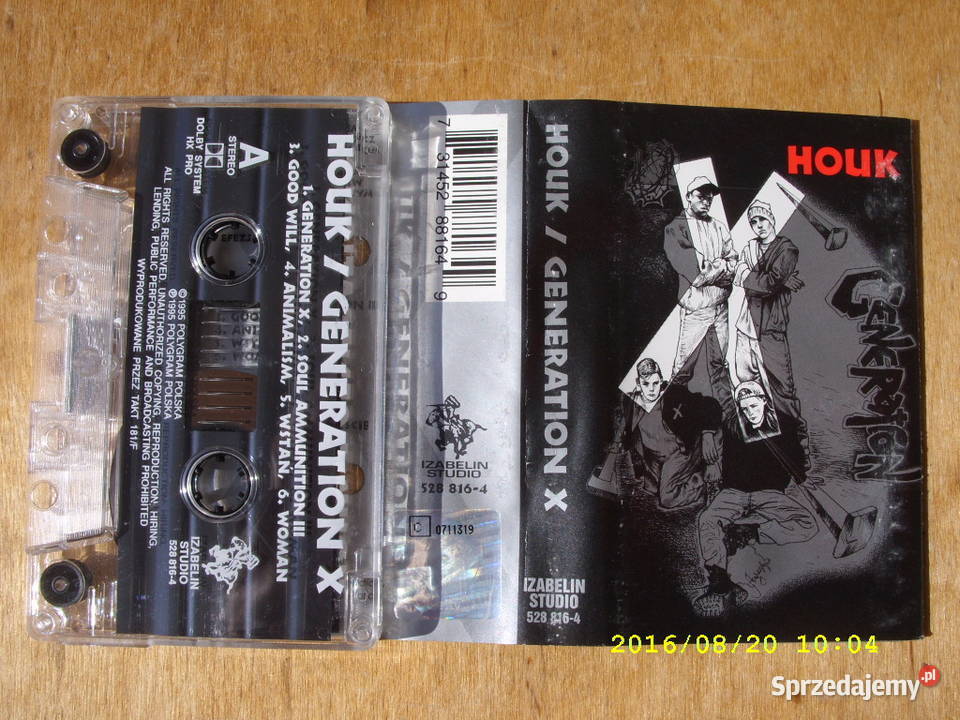 HOUK / GENERATION X
1. GENERATION X, 2. SOUL AMMUNITION III
3. GOOD WILL, 4. ANIMALISM, 5. WSTAN, 6. WOMAN
A
STEREO
DOLBY SYSTEM
HX PRO
IZABELIN
STUDIO
528 816-4
℗1995 POLYGRAM POLSKA
©1995 POLYGRAM POLSKA
ALL RIGHTS RESERVED, UNAUTHORIZED COPYING, REPRODUCTION, HIRING,
LENDING, PUBLIC PERFORMANCE AND BROADCASTING PROHIBITED
WYPRODUKOWANE PRZEZ TAKT 181/F
7 31452 88164 9
IZABELIN
STUDIO
528 816-4
C 0711319
HOUK / GENERATION X
IZABELIN
STUDIO
528 816-4
HOUK
GENERATION
X
2016/08/20 10:04
Sprzedajemy.pl